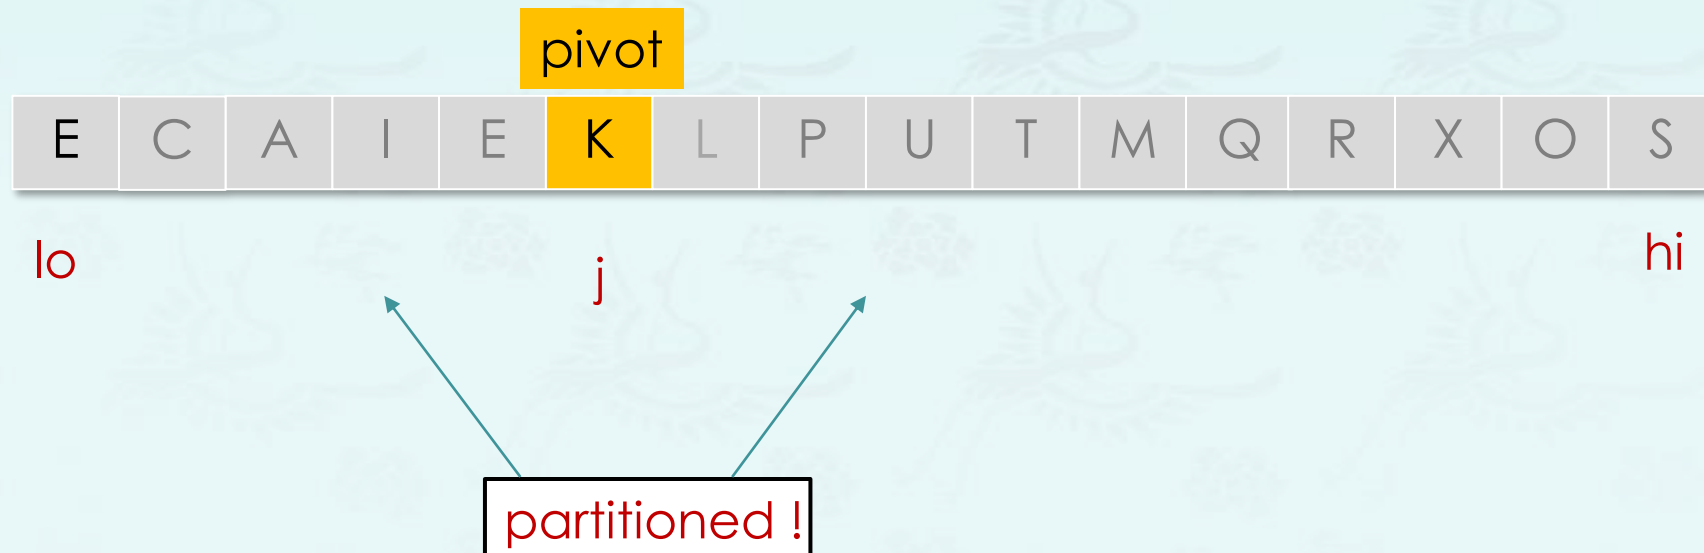 pivot
E C A I E K L P U T M Q R X O S
lo j hi
partitioned !